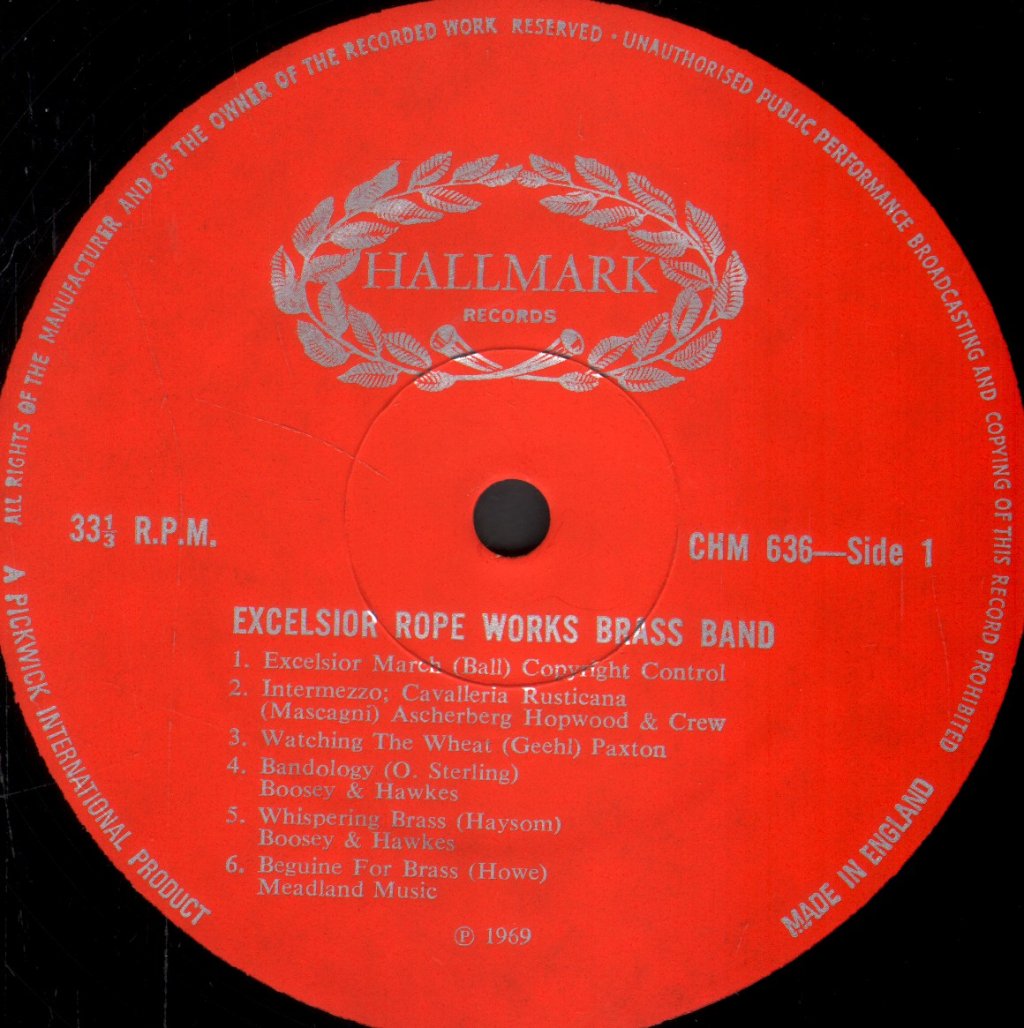 ALL RIGHTS OF THE MANUFACTURER AND OF THE OWNER OF THE RECORDED WORK RESERVED · UNAUTHORISED PUBLIC PERFORMANCE BROADCASTING AND COPYING OF THIS RECORD PROHIBITED
HALLMARK
RECORDS
33⅓ R.P.M.
CHM 636—Side 1
EXCELSIOR ROPE WORKS BRASS BAND
1. Excelsior March (Ball) Copyright Control
2. Intermezzo; Cavalleria Rusticana
(Mascagni) Ascherberg Hopwood & Crew
3. Watching The Wheat (Geehl) Paxton
4. Bandology (O. Sterling)
Boosey & Hawkes
5. Whispering Brass (Haysom)
Boosey & Hawkes
6. Beguine For Brass (Howe)
Meadland Music
℗ 1969
A PICKWICK INTERNATIONAL PRODUCT
MADE IN ENGLAND